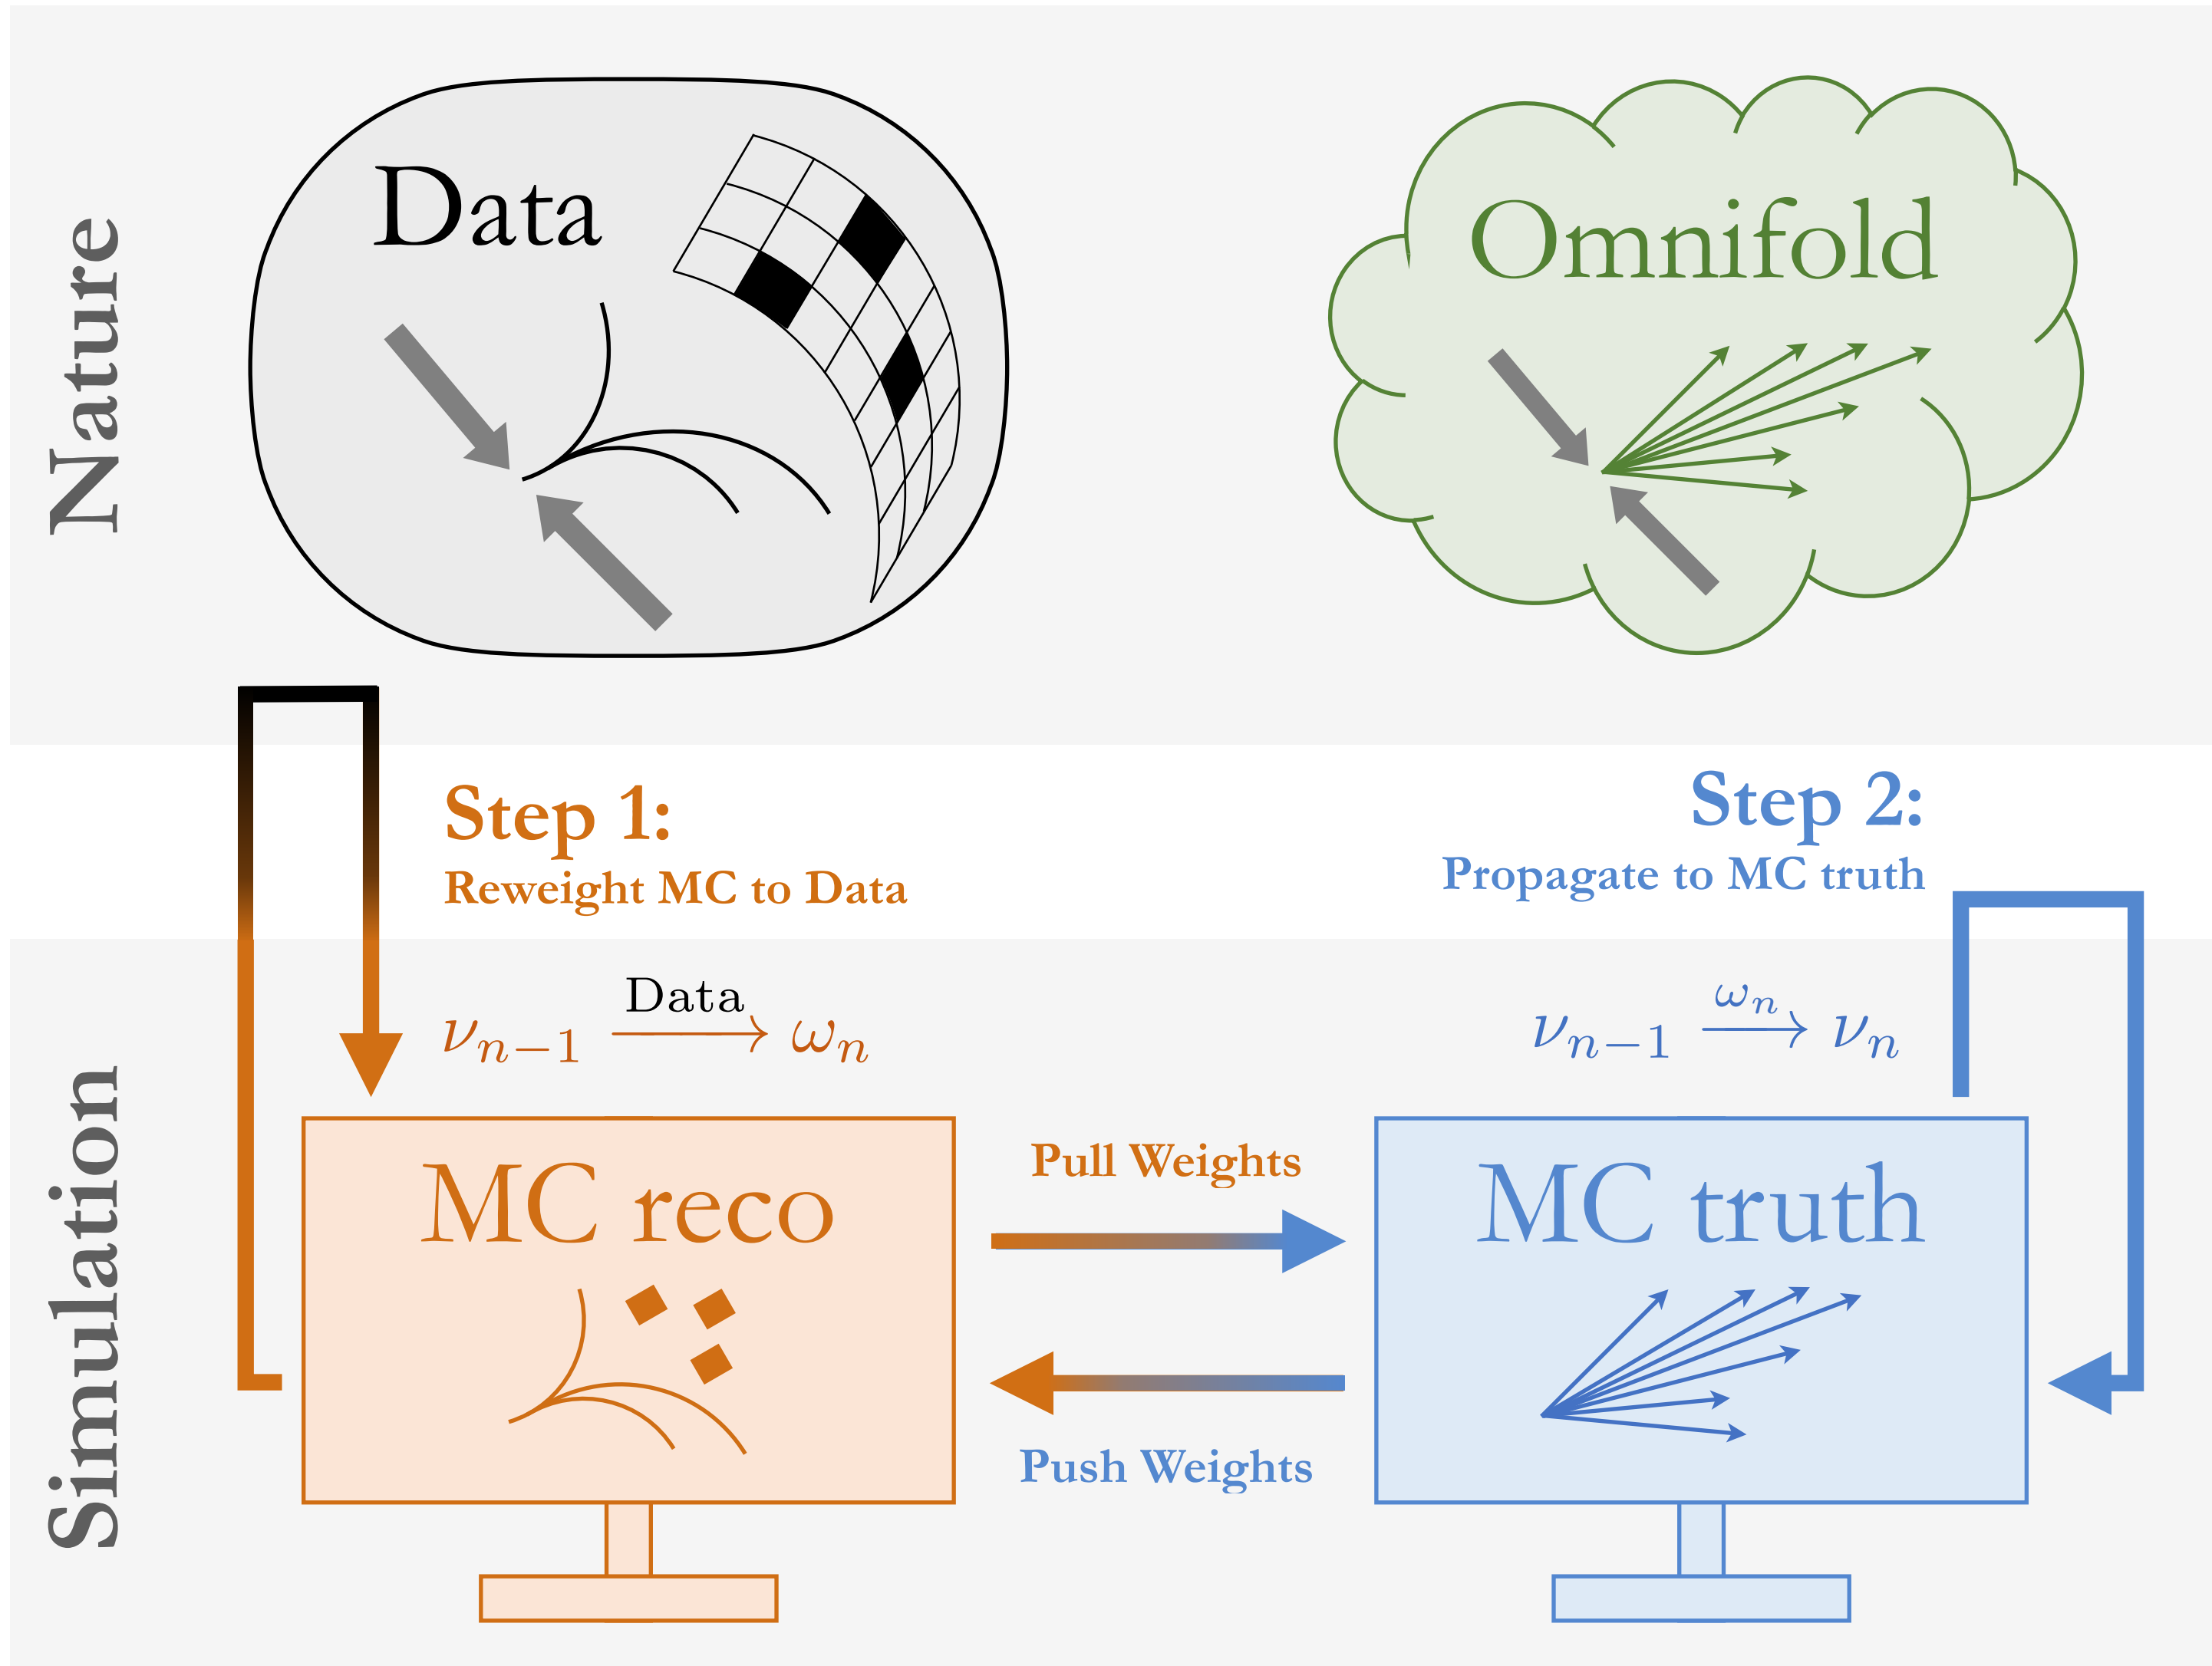 Nature
Data
Omnifold
Step 1:
Reweight MC to Data
Step 2:
Propagate to MC truth
Simulation
νₙ₋₁ —Data→ ωₙ
νₙ₋₁ —ωₙ→ νₙ
MC reco
Pull Weights
Push Weights
MC truth